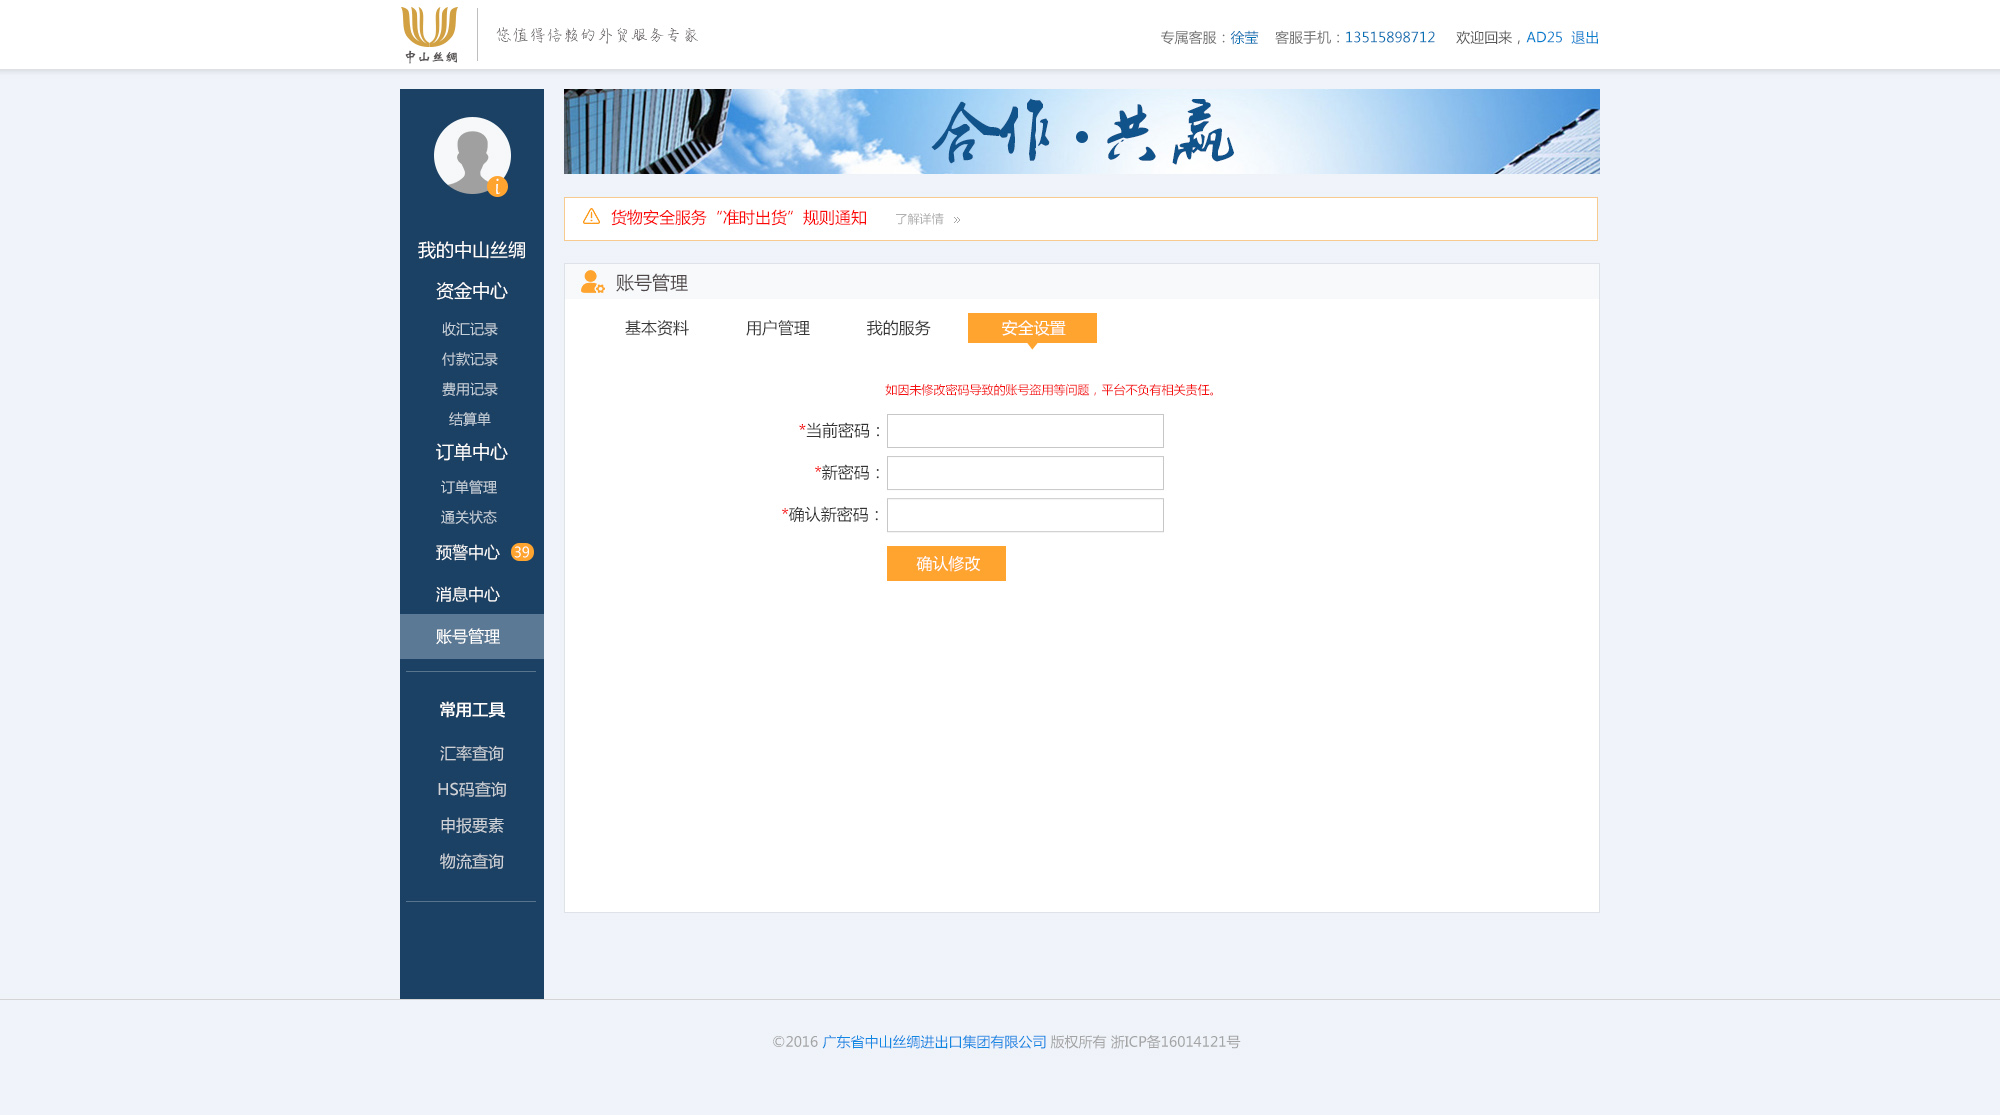 中山丝绸
您值得信赖的外贸服务专家
专属客服：徐莹 客服手机：13515898712 欢迎回来，AD25 退出
合作·共赢
货物安全服务“准时出货”规则通知 了解详情 »
我的中山丝绸
资金中心
收汇记录
付款记录
费用记录
结算单
订单中心
订单管理
通关状态
预警中心 39
消息中心
账号管理
常用工具
汇率查询
HS码查询
申报要素
物流查询
账号管理
基本资料 用户管理 我的服务 安全设置
如因未修改密码导致的账号盗用等问题，平台不负有相关责任。
*当前密码：
*新密码：
*确认新密码：
确认修改
©2016 广东省中山丝绸进出口集团有限公司 版权所有 浙ICP备16014121号